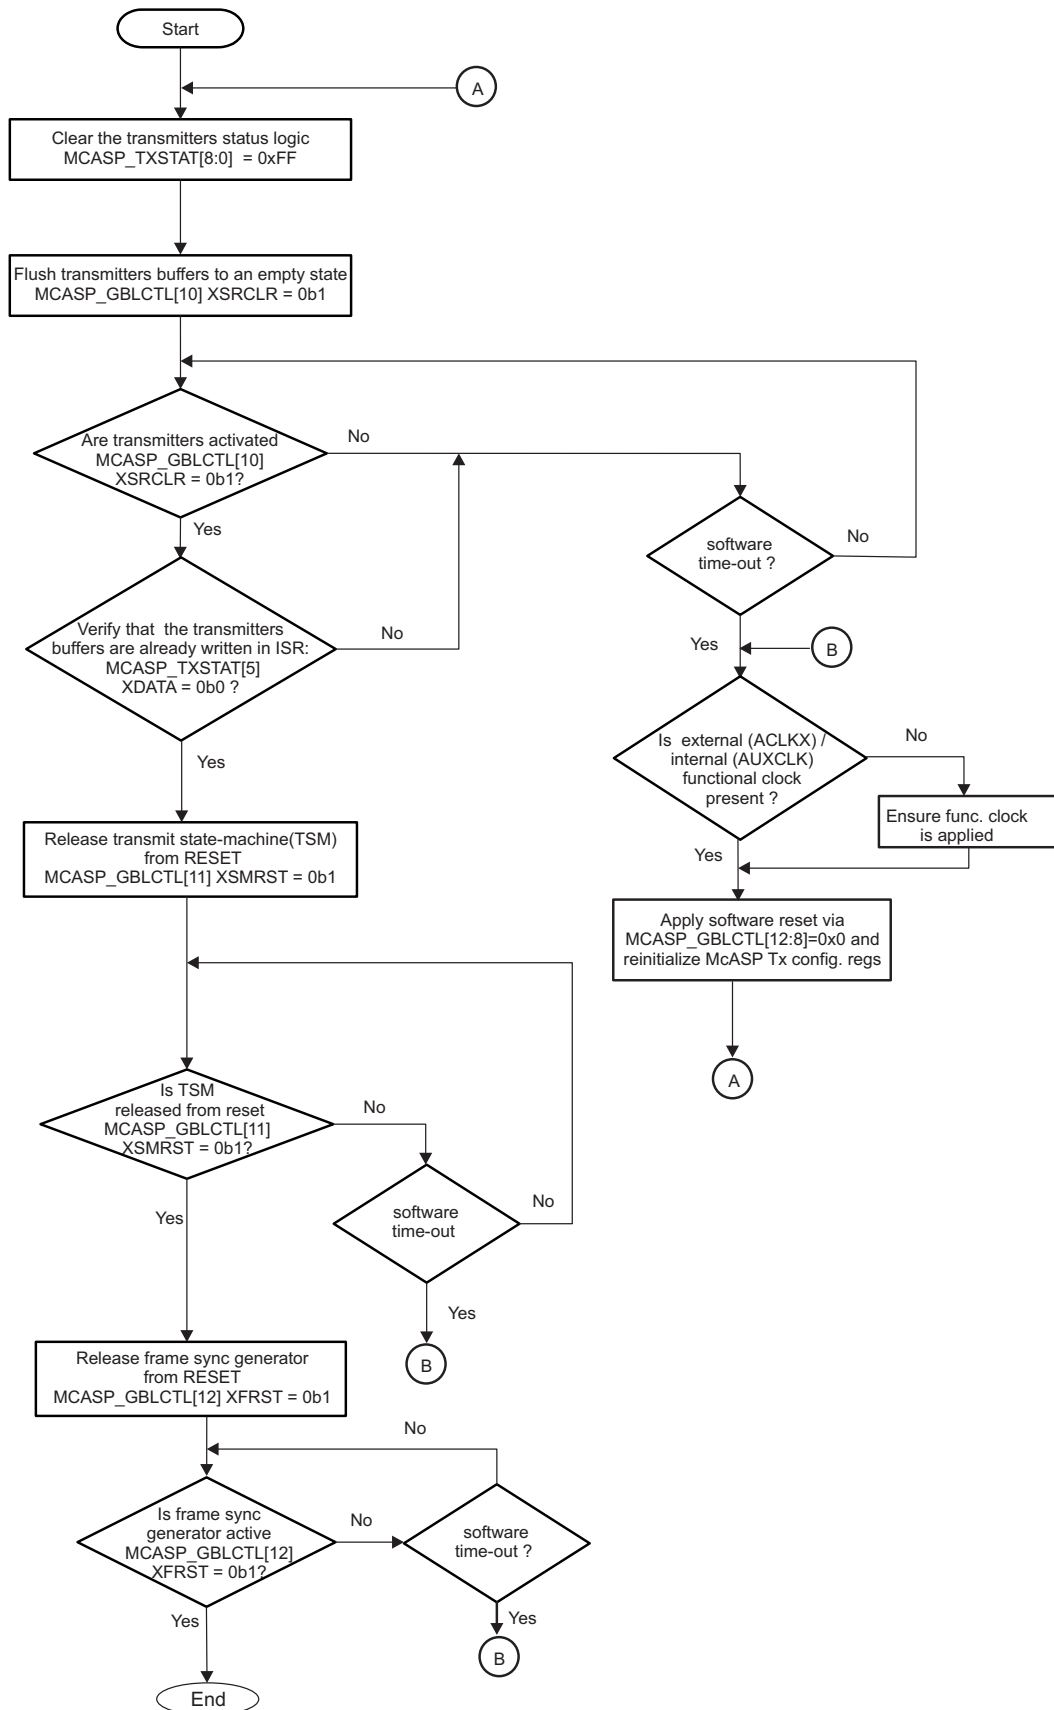 Start
A
Clear the transmitters status logic
MCASP_TXSTAT[8:0] = 0xFF
Flush transmitters buffers to an empty state
MCASP_GBLCTL[10] XSRCLR = 0b1
Are transmitters activated
MCASP_GBLCTL[10]
XSRCLR = 0b1?
No
Yes
software
time-out ?
No
Yes
Verify that the transmitters
buffers are already written in ISR:
MCASP_TXSTAT[5]
XDATA = 0b0 ?
No
Yes
B
Is external (ACLKX) /
internal (AUXCLK)
functional clock
present ?
No
Ensure func. clock
is applied
Yes
Release transmit state-machine(TSM)
from RESET
MCASP_GBLCTL[11] XSMRST = 0b1
Apply software reset via
MCASP_GBLCTL[12:8]=0x0 and
reinitialize McASP Tx config. regs
A
Is TSM
released from reset
MCASP_GBLCTL[11]
XSMRST = 0b1?
No
Yes
software
time-out
No
Yes
B
Release frame sync generator
from RESET
MCASP_GBLCTL[12] XFRST = 0b1
No
Is frame sync
generator active
MCASP_GBLCTL[12]
XFRST = 0b1?
No
software
time-out ?
Yes
Yes
B
End